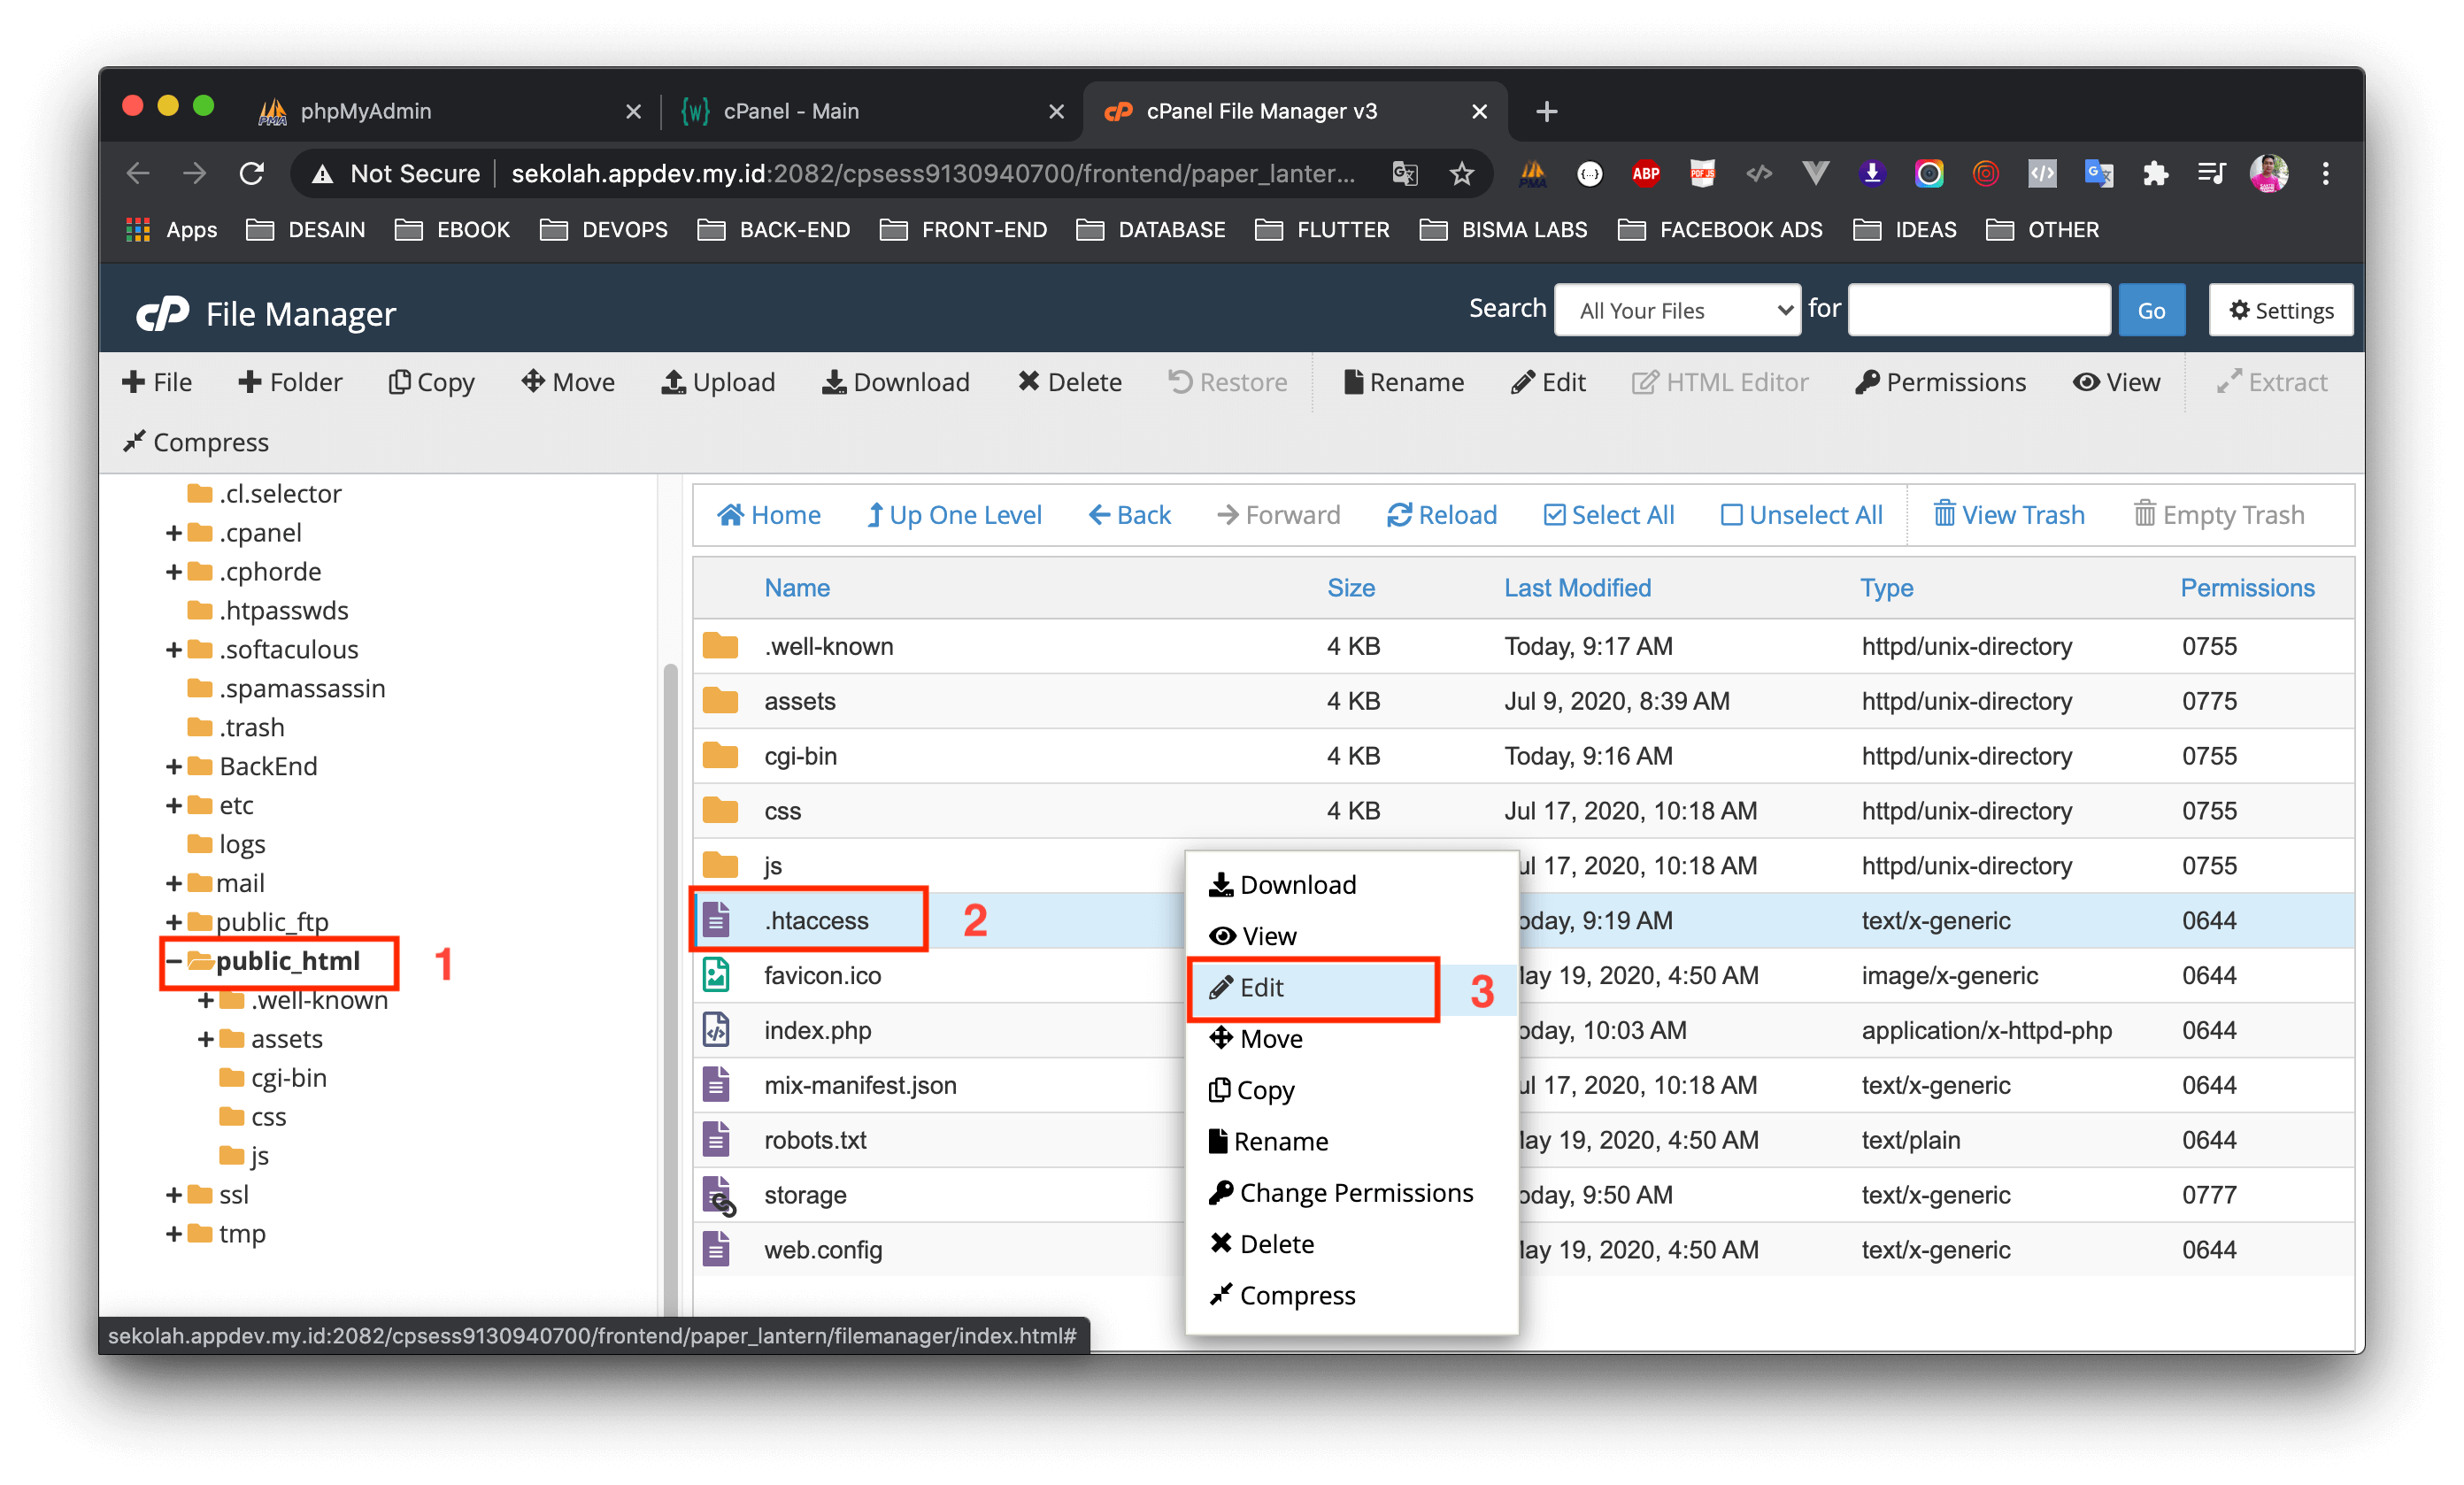 phpMyAdmin
cPanel - Main
cPanel File Manager v3
Not Secure
sekolah.appdev.my.id:2082/cpsess9130940700/frontend/paper_lanter...
ABP
Apps
DESAIN
EBOOK
DEVOPS
BACK-END
FRONT-END
DATABASE
FLUTTER
BISMA LABS
FACEBOOK ADS
IDEAS
OTHER
cP File Manager
Search
All Your Files
for
Go
Settings
File
Folder
Copy
Move
Upload
Download
Delete
Restore
Rename
Edit
HTML Editor
Permissions
View
Extract
Compress
.cl.selector
.cpanel
.cphorde
.htpasswds
.softaculous
.spamassassin
.trash
BackEnd
etc
logs
mail
public_ftp
public_html 1
.well-known
assets
cgi-bin
css
js
ssl
tmp
Home
Up One Level
Back
Forward
Reload
Select All
Unselect All
View Trash
Empty Trash
Name Size Last Modified Type Permissions
.well-known 4 KB Today, 9:17 AM httpd/unix-directory 0755
assets 4 KB Jul 9, 2020, 8:39 AM httpd/unix-directory 0775
cgi-bin 4 KB Today, 9:16 AM httpd/unix-directory 0755
css 4 KB Jul 17, 2020, 10:18 AM httpd/unix-directory 0755
js ul 17, 2020, 10:18 AM httpd/unix-directory 0755
.htaccess 2 oday, 9:19 AM text/x-generic 0644
favicon.ico ay 19, 2020, 4:50 AM image/x-generic 0644
index.php oday, 10:03 AM application/x-httpd-php 0644
mix-manifest.json ul 17, 2020, 10:18 AM text/x-generic 0644
robots.txt ay 19, 2020, 4:50 AM text/plain 0644
storage oday, 9:50 AM text/x-generic 0777
web.config ay 19, 2020, 4:50 AM text/x-generic 0644
Download
View
Edit 3
Move
Copy
Rename
Change Permissions
Delete
Compress
sekolah.appdev.my.id:2082/cpsess9130940700/frontend/paper_lantern/filemanager/index.html#